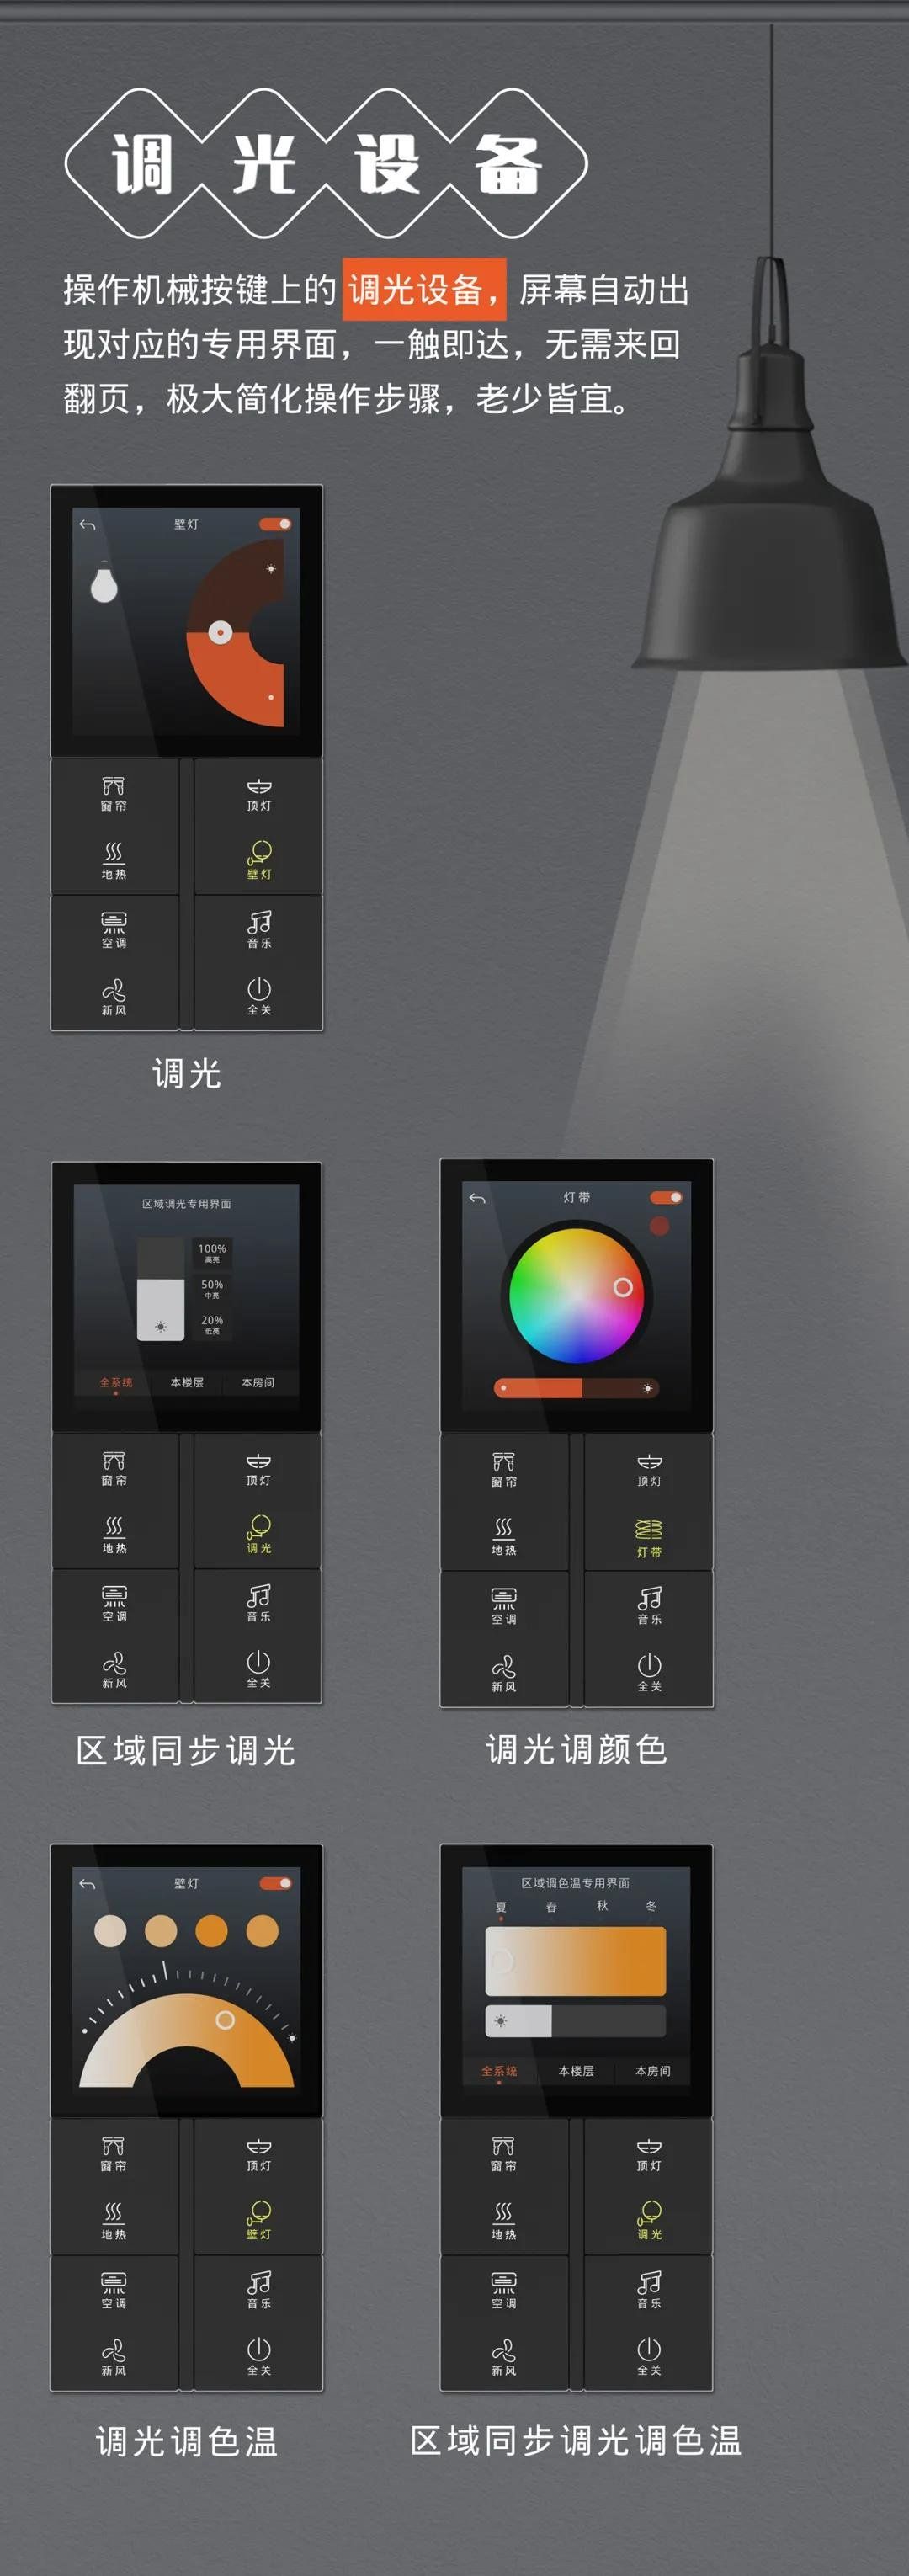 调光设备
操作机械按键上的 调光设备， 屏幕自动出
现对应的专用界面，一触即达，无需来回
翻页，极大简化操作步骤，老少皆宜。
壁灯
窗帘 顶灯
地热 壁灯
空调 音乐
新风 全关
调光
区域调光专用界面
100%
高亮
50%
中亮
20%
低亮
全系统 本楼层 本房间
窗帘 顶灯
地热 调光
空调 音乐
新风 全关
区域同步调光
灯带
窗帘 顶灯
地热 灯带
空调 音乐
新风 全关
调光调颜色
壁灯
窗帘 顶灯
地热 壁灯
空调 音乐
新风 全关
调光调色温
区域调色温专用界面
夏 春 秋 冬
全系统 本楼层 本房间
窗帘 顶灯
地热 调光
空调 音乐
新风 全关
区域同步调光调色温